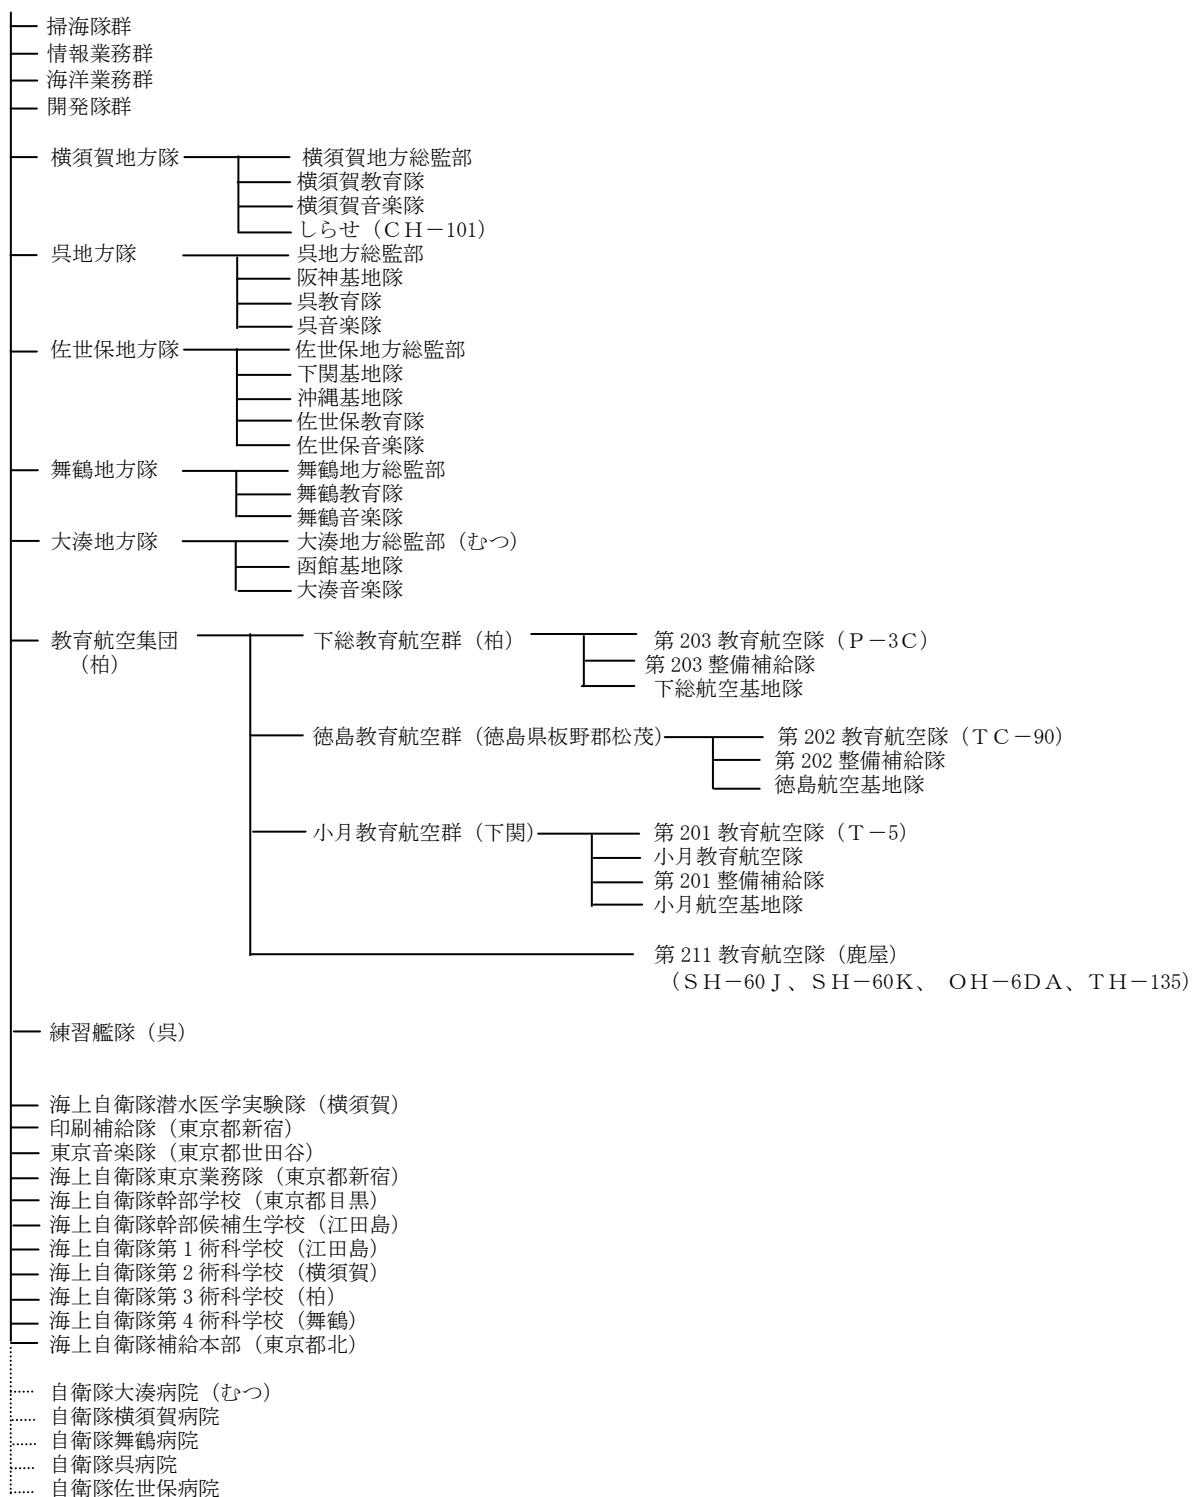 掃海隊群
情報業務群
海洋業務群
開発隊群
横須賀地方隊 横須賀地方総監部
横須賀教育隊
横須賀音楽隊
しらせ（ＣＨ－101）
呉地方隊 呉地方総監部
阪神基地隊
呉教育隊
呉音楽隊
佐世保地方隊 佐世保地方総監部
下関基地隊
沖縄基地隊
佐世保教育隊
佐世保音楽隊
舞鶴地方隊 舞鶴地方総監部
舞鶴教育隊
舞鶴音楽隊
大湊地方隊 大湊地方総監部（むつ）
函館基地隊
大湊音楽隊
教育航空集団 下総教育航空群（柏） 第 203 教育航空隊（Ｐ－3Ｃ）
（柏） 第 203 整備補給隊
下総航空基地隊
徳島教育航空群（徳島県板野郡松茂） 第 202 教育航空隊（ＴＣ－90）
第 202 整備補給隊
徳島航空基地隊
小月教育航空群（下関） 第 201 教育航空隊（Ｔ－5）
小月教育航空隊
第 201 整備補給隊
小月航空基地隊
第 211 教育航空隊（鹿屋）
（ＳＨ－60Ｊ、ＳＨ－60Ｋ、 ＯＨ－6ＤＡ、ＴＨ－135）
練習艦隊（呉）
海上自衛隊潜水医学実験隊（横須賀）
印刷補給隊（東京都新宿）
東京音楽隊（東京都世田谷）
海上自衛隊東京業務隊（東京都新宿）
海上自衛隊幹部学校（東京都目黒）
海上自衛隊幹部候補生学校（江田島）
海上自衛隊第１術科学校（江田島）
海上自衛隊第２術科学校（横須賀）
海上自衛隊第３術科学校（柏）
海上自衛隊第４術科学校（舞鶴）
海上自衛隊補給本部（東京都北）
自衛隊大湊病院（むつ）
自衛隊横須賀病院
自衛隊舞鶴病院
自衛隊呉病院
自衛隊佐世保病院